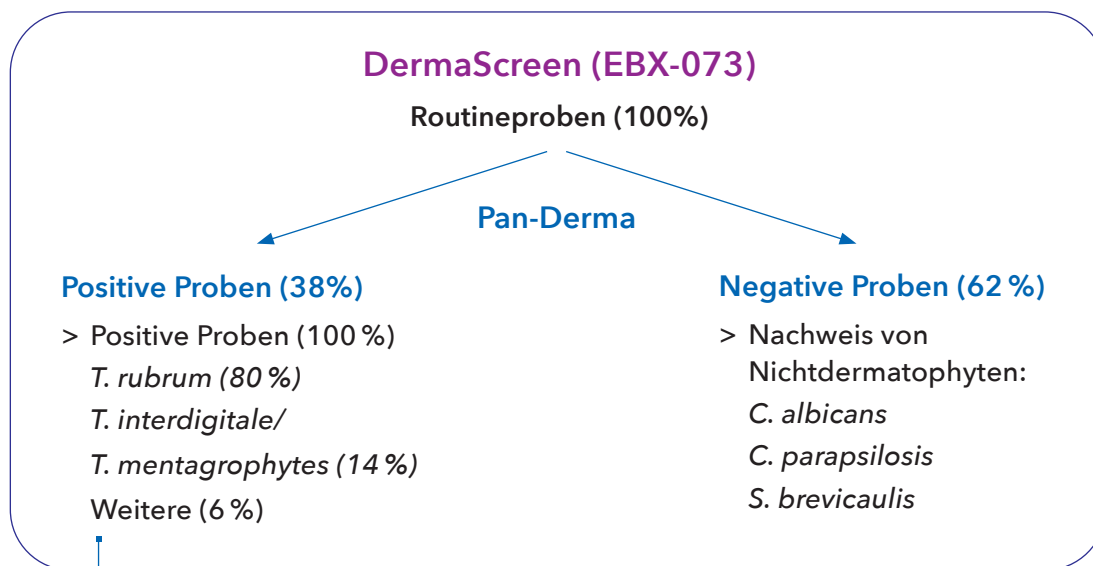 DermaScreen (EBX-073)
Routineproben (100%)
Pan-Derma
Positive Proben (38%)
> Positive Proben (100 %)
T. rubrum (80 %)
T. interdigitale/
T. mentagrophytes (14 %)
Weitere (6 %)
Negative Proben (62 %)
> Nachweis von
Nichtdermatophyten:
C. albicans
C. parapsilosis
S. brevicaulis